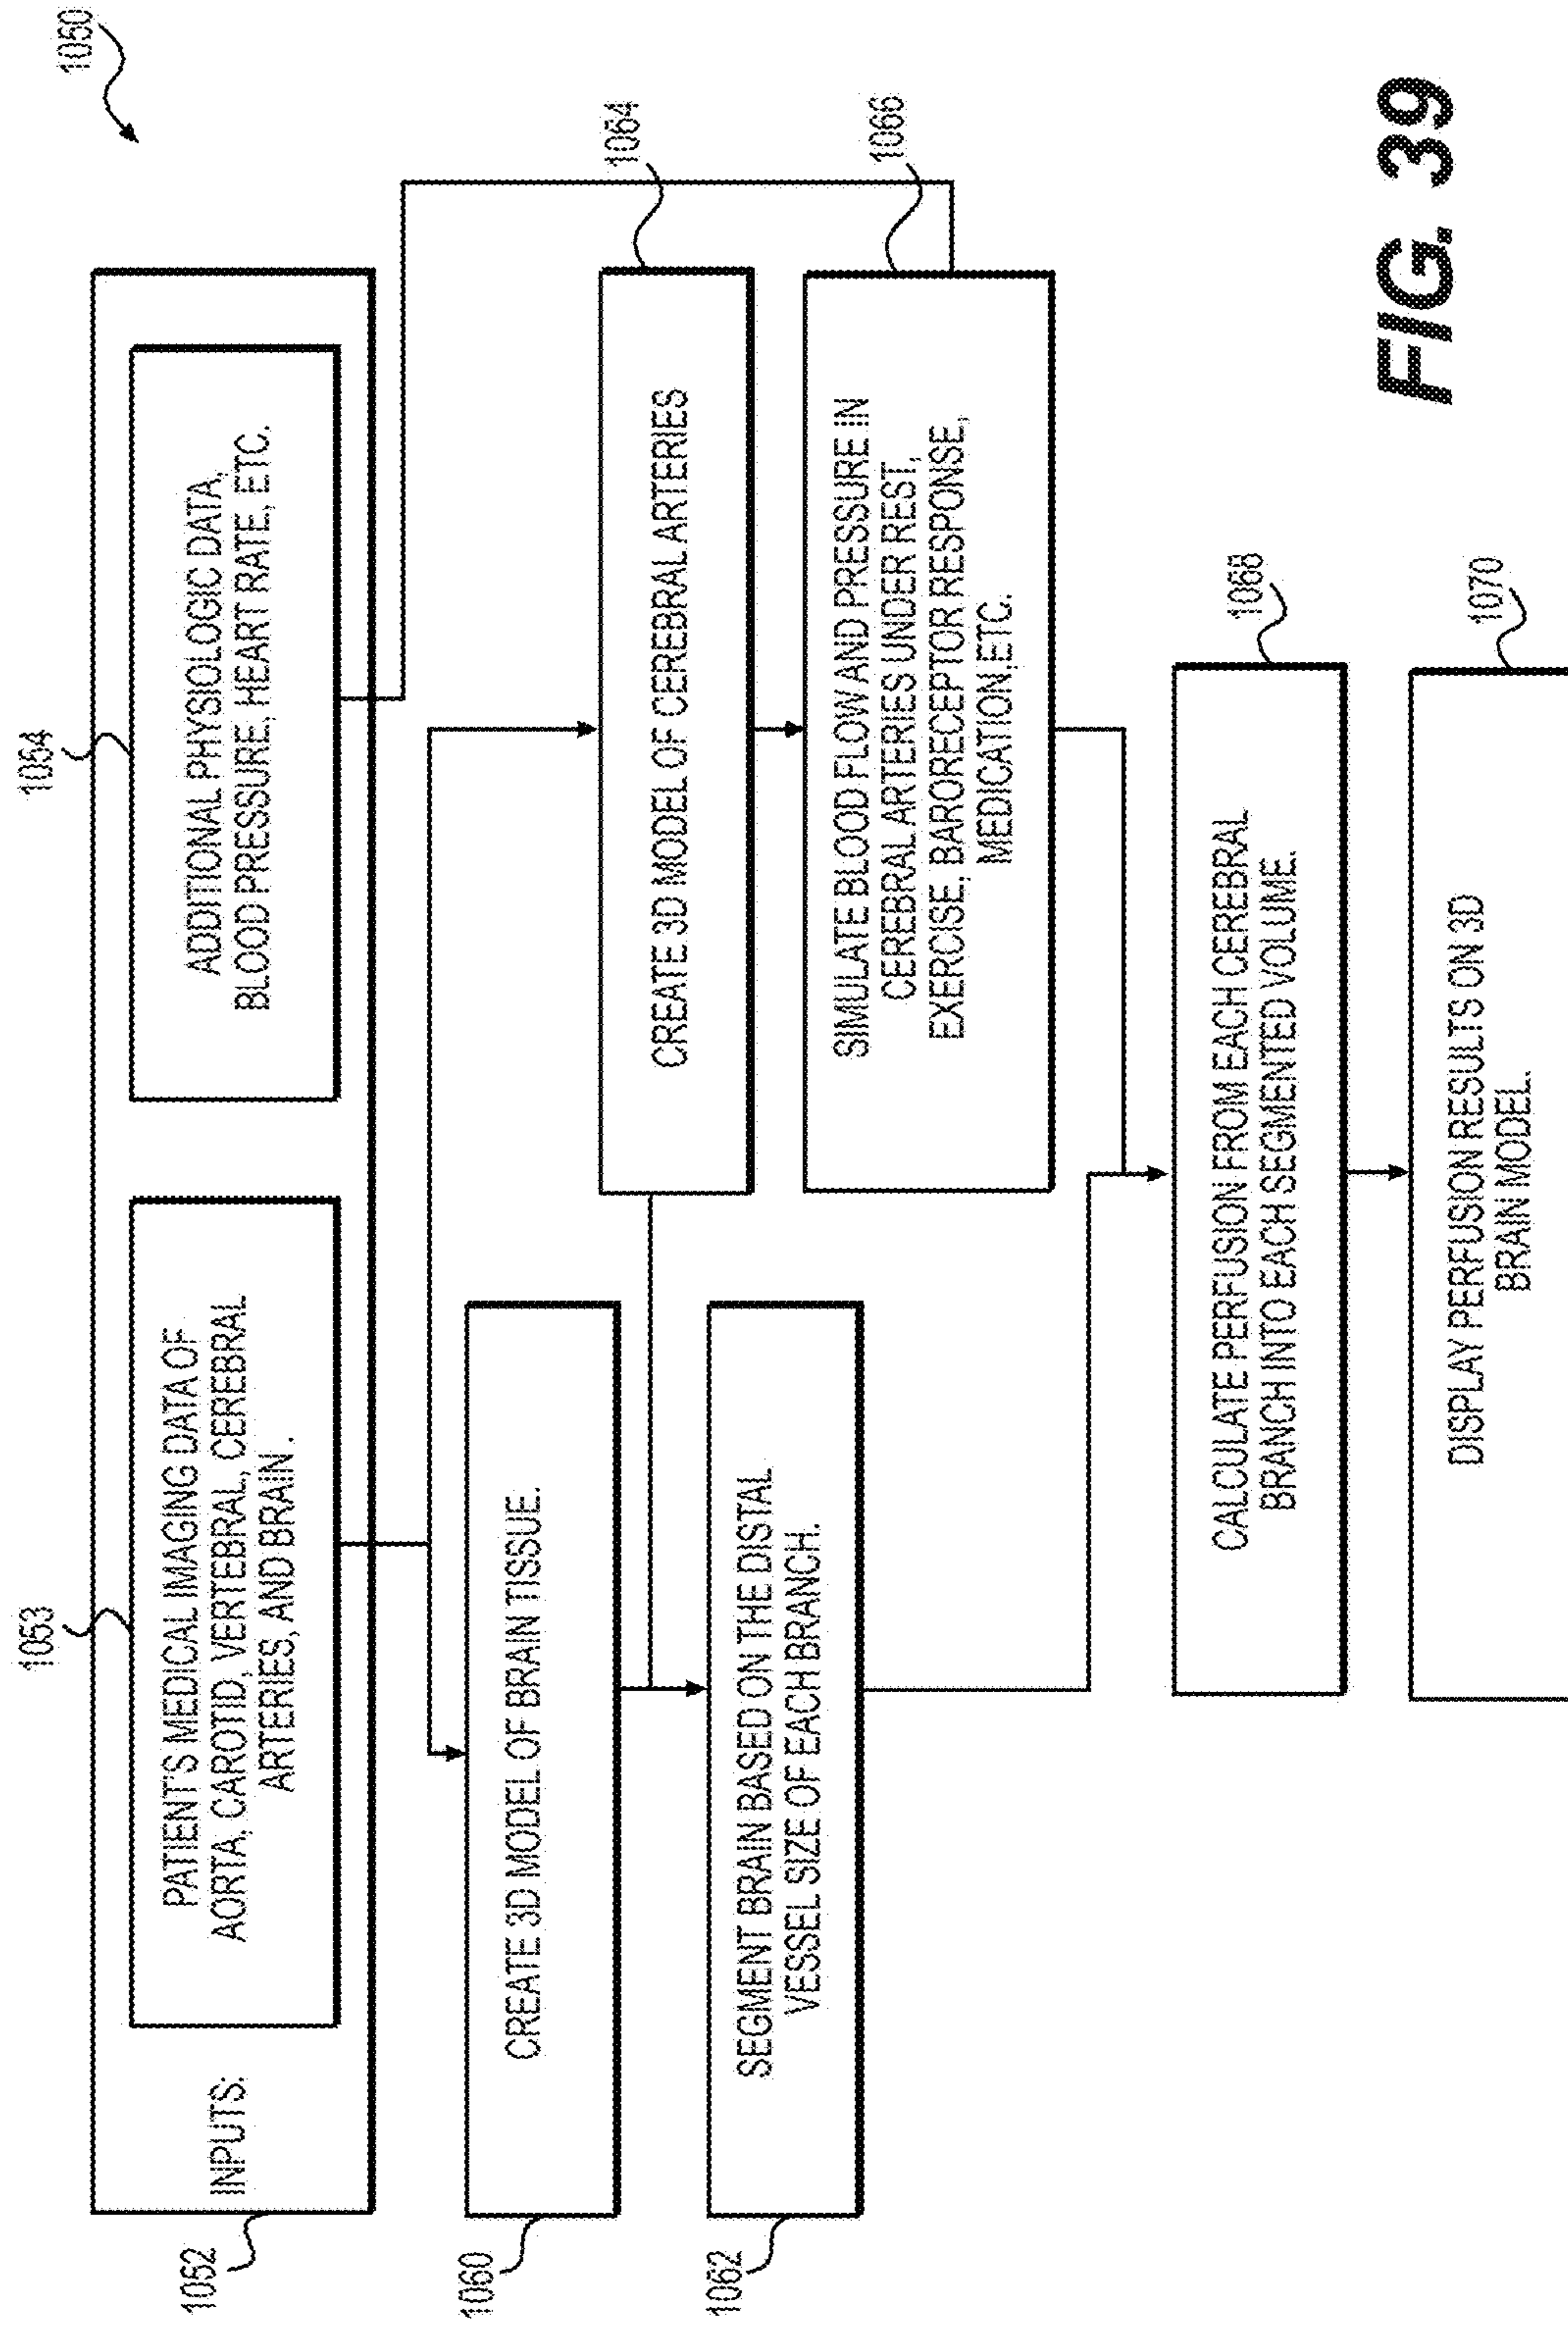 1050
1052
INPUTS:
1053
PATIENT'S MEDICAL IMAGING DATA OF
AORTA, CAROTID, VERTEBRAL, CEREBRAL
ARTERIES, AND BRAIN .
1054
ADDITIONAL PHYSIOLOGIC DATA,
BLOOD PRESSURE, HEART RATE, ETC.
1060
CREATE 3D MODEL OF BRAIN TISSUE.
1064
CREATE 3D MODEL OF CEREBRAL ARTERIES
1062
SEGMENT BRAIN BASED ON THE DISTAL
VESSEL SIZE OF EACH BRANCH.
1066
SIMULATE BLOOD FLOW AND PRESSURE IN
CEREBRAL ARTERIES UNDER REST,
EXERCISE, BARORECEPTOR RESPONSE,
MEDICATION,ETC.
1068
CALCULATE PERFUSION FROM EACH CEREBRAL
BRANCH INTO EACH SEGMENTED VOLUME.
1070
DISPLAY PERFUSION RESULTS ON 3D
BRAIN MODEL.
FIG. 39